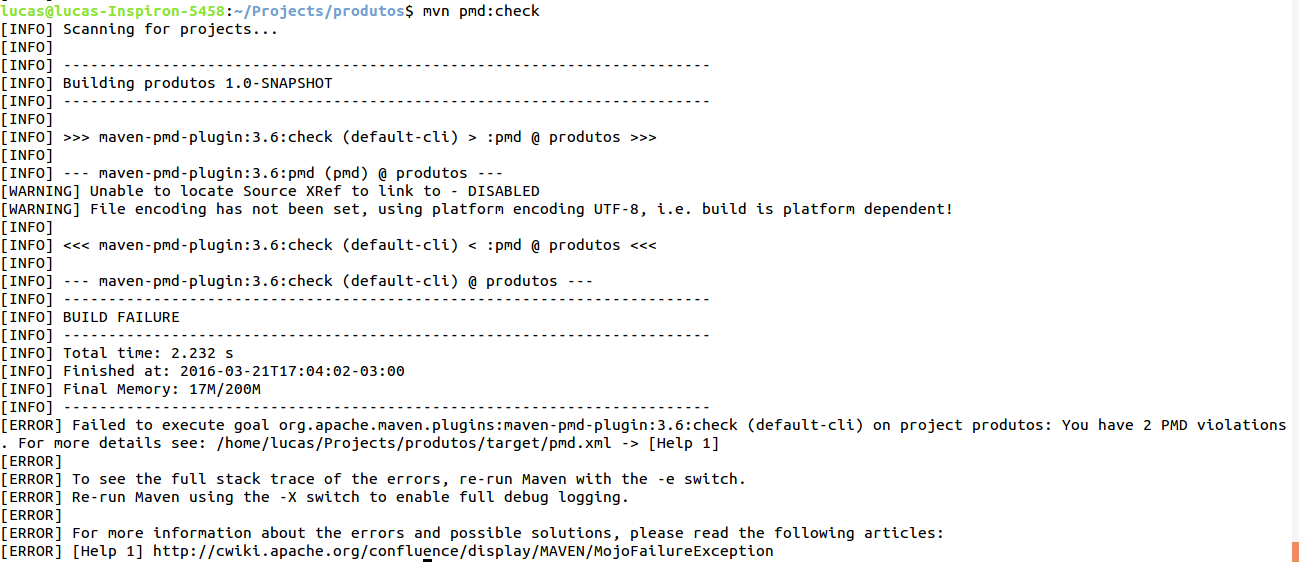 lucas@lucas-Inspiron-5458:~/Projects/produtos$ mvn pmd:check
[INFO] Scanning for projects...
[INFO]
[INFO] ------------------------------------------------------------------------
[INFO] Building produtos 1.0-SNAPSHOT
[INFO] ------------------------------------------------------------------------
[INFO]
[INFO] >>> maven-pmd-plugin:3.6:check (default-cli) > :pmd @ produtos >>>
[INFO]
[INFO] --- maven-pmd-plugin:3.6:pmd (pmd) @ produtos ---
[WARNING] Unable to locate Source XRef to link to - DISABLED
[WARNING] File encoding has not been set, using platform encoding UTF-8, i.e. build is platform dependent!
[INFO]
[INFO] <<< maven-pmd-plugin:3.6:check (default-cli) < :pmd @ produtos <<<
[INFO]
[INFO] --- maven-pmd-plugin:3.6:check (default-cli) @ produtos ---
[INFO] ------------------------------------------------------------------------
[INFO] BUILD FAILURE
[INFO] ------------------------------------------------------------------------
[INFO] Total time: 2.232 s
[INFO] Finished at: 2016-03-21T17:04:02-03:00
[INFO] Final Memory: 17M/200M
[INFO] ------------------------------------------------------------------------
[ERROR] Failed to execute goal org.apache.maven.plugins:maven-pmd-plugin:3.6:check (default-cli) on project produtos: You have 2 PMD violations
. For more details see: /home/lucas/Projects/produtos/target/pmd.xml -> [Help 1]
[ERROR]
[ERROR] To see the full stack trace of the errors, re-run Maven with the -e switch.
[ERROR] Re-run Maven using the -X switch to enable full debug logging.
[ERROR]
[ERROR] For more information about the errors and possible solutions, please read the following articles:
[ERROR] [Help 1] http://cwiki.apache.org/confluence/display/MAVEN/MojoFailureException